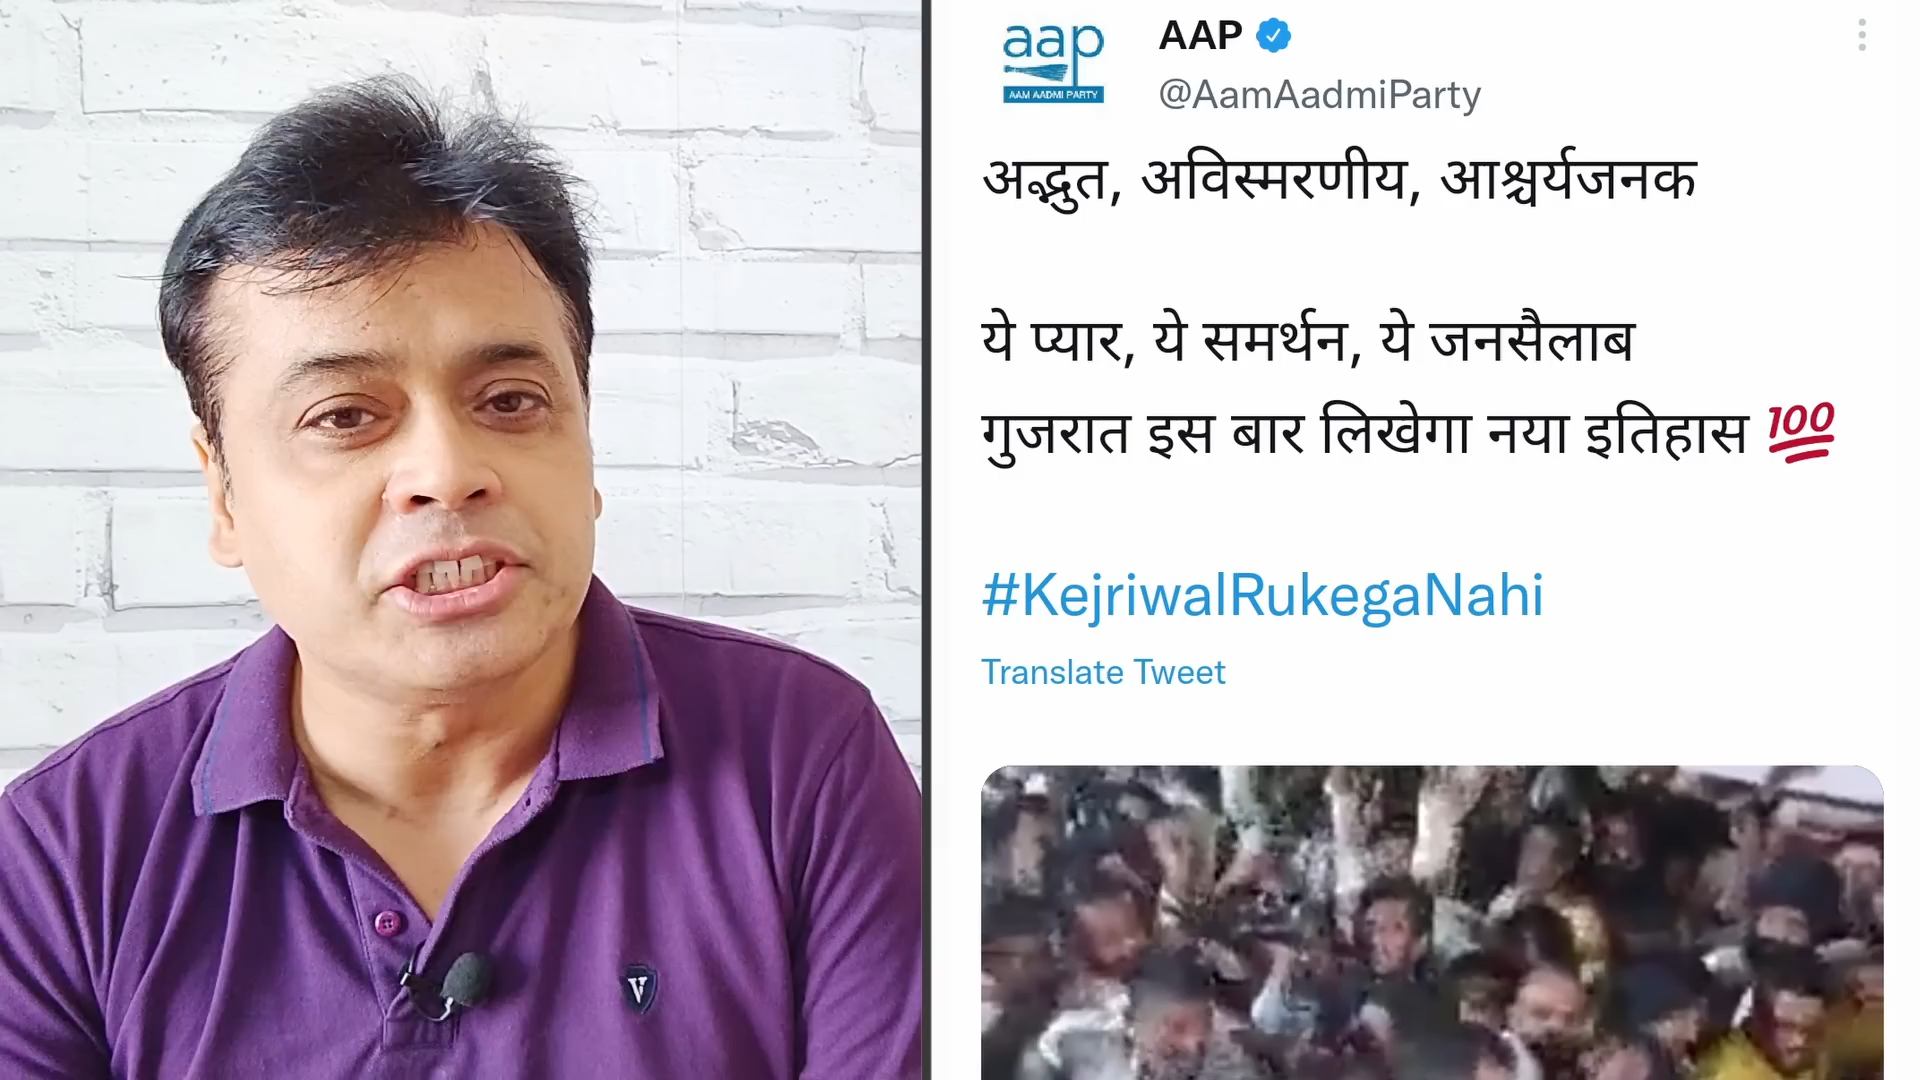 aap
AAM AADMI PARTY
AAP
@AamAadmiParty
अद्भुत, अविस्मरणीय, आश्चर्यजनक
ये प्यार, ये समर्थन, ये जनसैलाब
गुजरात इस बार लिखेगा नया इतिहास 💯
#KejriwalRukegaNahi
Translate Tweet
V